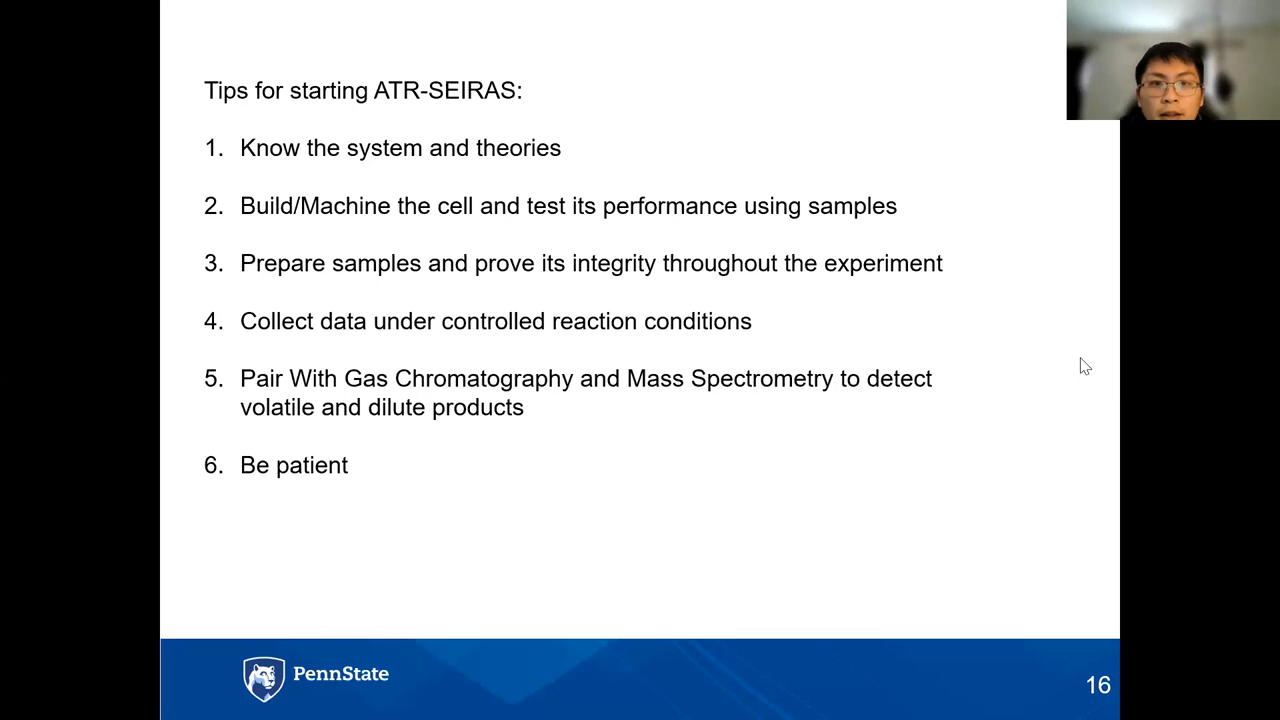 Tips for starting ATR-SEIRAS:
1. Know the system and theories
2. Build/Machine the cell and test its performance using samples
3. Prepare samples and prove its integrity throughout the experiment
4. Collect data under controlled reaction conditions
5. Pair With Gas Chromatography and Mass Spectrometry to detect
volatile and dilute products
6. Be patient
PennState
16